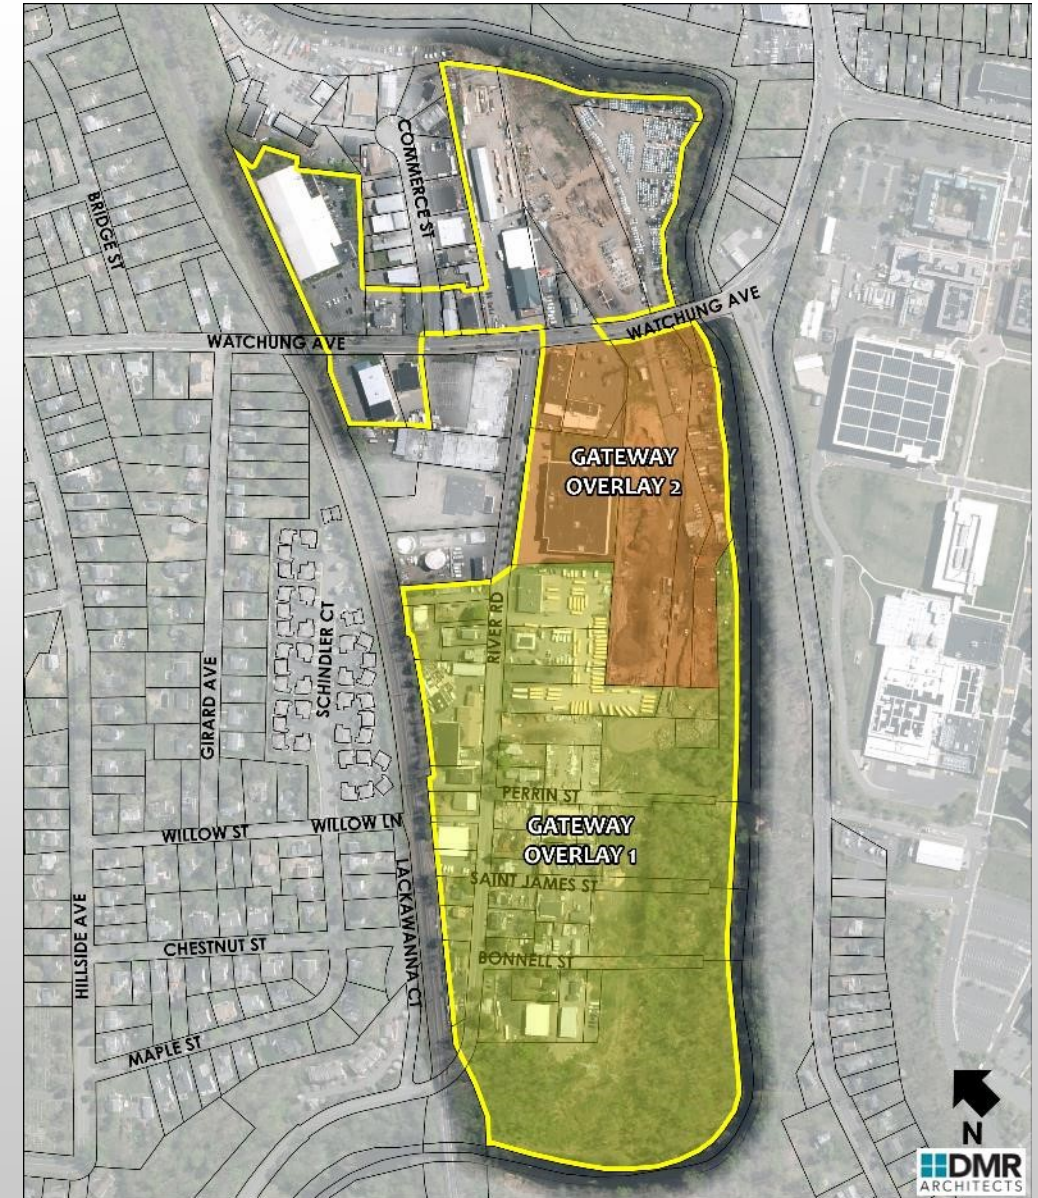 COMMERCE ST
BRIDGE ST
WATCHUNG AVE
WATCHUNG AVE
GATEWAY
OVERLAY 2
SCHINDLER CT
RIVER RD
GIRARD AVE
PERRIN ST
GATEWAY
OVERLAY 1
WILLOW ST
WILLOW LN
LACKAWANNA CT
SAINT JAMES ST
HILLSIDE AVE
CHESTNUT ST
BONNELL ST
MAPLE ST
N
DMR
ARCHITECTS